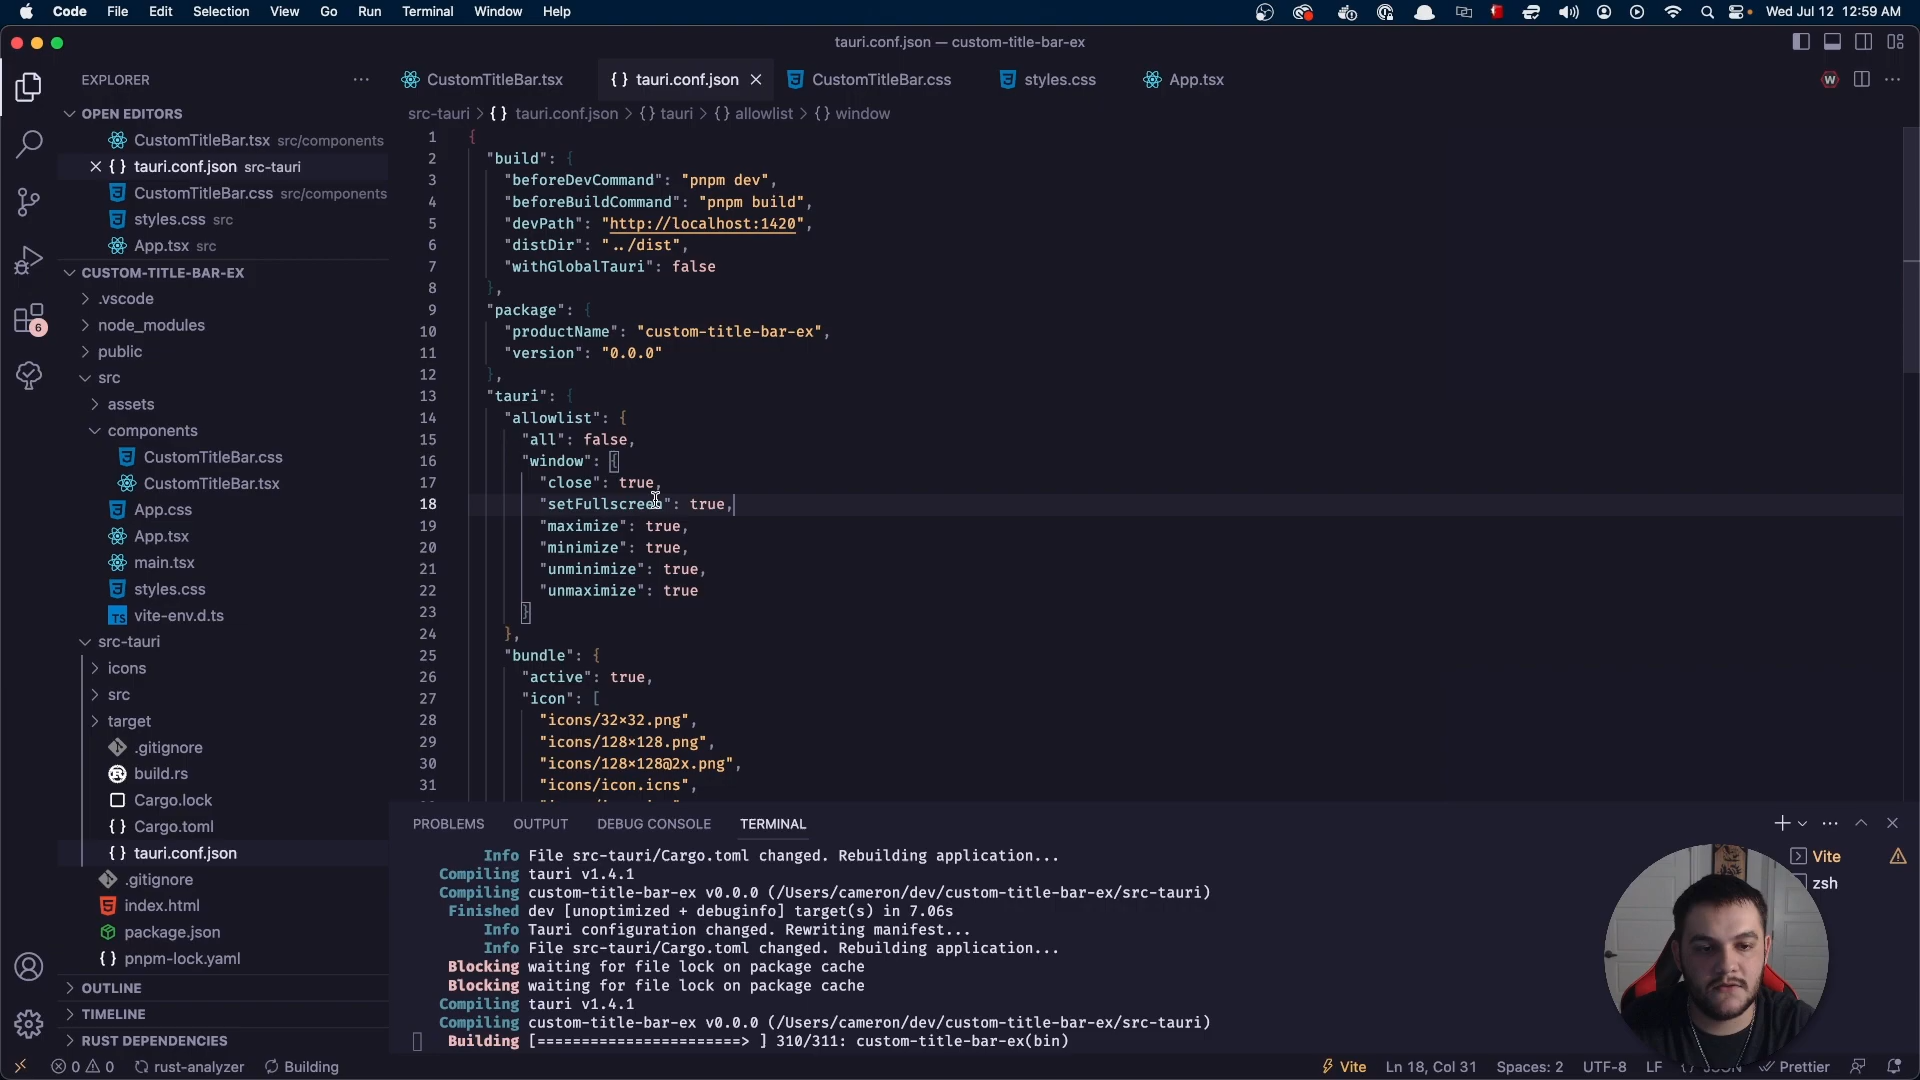 Code File Edit Selection View Go Run Terminal Window Help
Wed Jul 12 12:59 AM
tauri.conf.json — custom-title-bar-ex
EXPLORER
OPEN EDITORS
CustomTitleBar.tsx src/components
tauri.conf.json src-tauri
CustomTitleBar.css src/components
styles.css src
App.tsx src
CUSTOM-TITLE-BAR-EX
.vscode
node_modules
public
src
assets
components
CustomTitleBar.css
CustomTitleBar.tsx
App.css
App.tsx
main.tsx
styles.css
TS vite-env.d.ts
src-tauri
icons
src
target
.gitignore
build.rs
Cargo.lock
{} Cargo.toml
{} tauri.conf.json
.gitignore
index.html
package.json
{} pnpm-lock.yaml
OUTLINE
TIMELINE
RUST DEPENDENCIES
6
CustomTitleBar.tsx {} tauri.conf.json CustomTitleBar.css styles.css App.tsx
src-tauri > {} tauri.conf.json > {} tauri > {} allowlist > {} window
1 {
2 "build": {
3 "beforeDevCommand": "pnpm dev",
4 "beforeBuildCommand": "pnpm build",
5 "devPath": "http://localhost:1420",
6 "distDir": "../dist",
7 "withGlobalTauri": false
8 },
9 "package": {
10 "productName": "custom-title-bar-ex",
11 "version": "0.0.0"
12 },
13 "tauri": {
14 "allowlist": {
15 "all": false,
16 "window": {
17 "close": true,
18 "setFullscreen": true,
19 "maximize": true,
20 "minimize": true,
21 "unminimize": true,
22 "unmaximize": true
23 }
24 },
25 "bundle": {
26 "active": true,
27 "icon": [
28 "icons/32×32.png",
29 "icons/128×128.png",
30 "icons/128×128@2x.png",
31 "icons/icon.icns",
PROBLEMS OUTPUT DEBUG CONSOLE TERMINAL
Info File src-tauri/Cargo.toml changed. Rebuilding application...
Compiling tauri v1.4.1
Compiling custom-title-bar-ex v0.0.0 (/Users/cameron/dev/custom-title-bar-ex/src-tauri)
Finished dev [unoptimized + debuginfo] target(s) in 7.06s
Info Tauri configuration changed. Rewriting manifest...
Info File src-tauri/Cargo.toml changed. Rebuilding application...
Blocking waiting for file lock on package cache
Blocking waiting for file lock on package cache
Compiling tauri v1.4.1
Compiling custom-title-bar-ex v0.0.0 (/Users/cameron/dev/custom-title-bar-ex/src-tauri)
Building [=======================> ] 310/311: custom-title-bar-ex(bin)
Vite
zsh
0 0 rust-analyzer Building
Vite Ln 18, Col 31 Spaces: 2 UTF-8 LF {} JSON Prettier